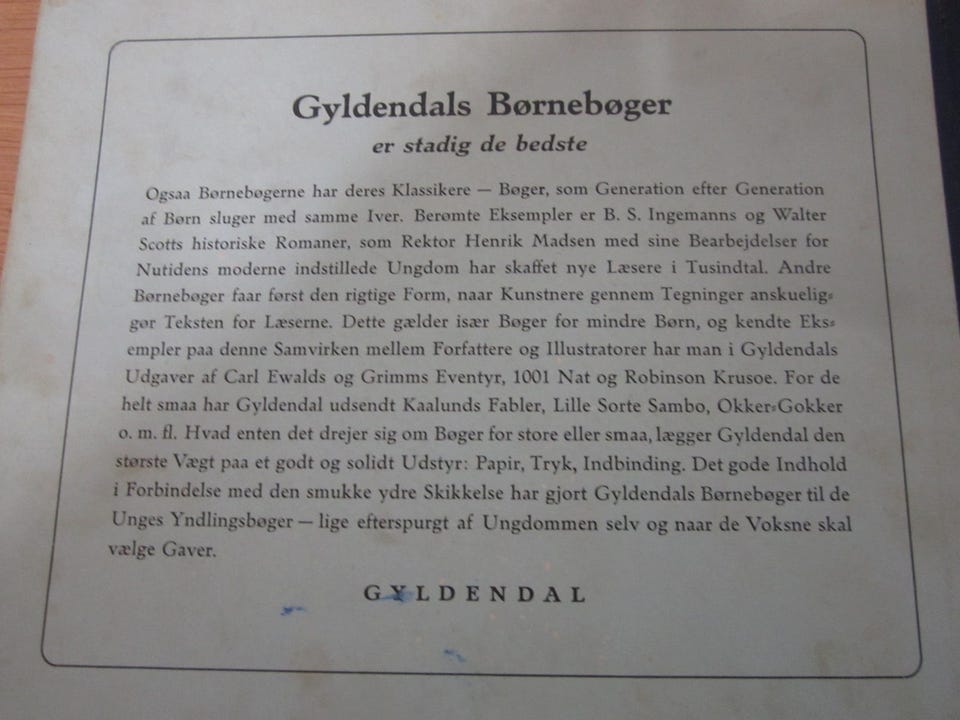 Gyldendals Børnebøger
er stadig de bedste
Ogsaa Børnebøgerne har deres Klassikere — Bøger, som Generation efter Generation
af Børn sluger med samme Iver. Berømte Eksempler er B. S. Ingemanns og Walter
Scotts historiske Romaner, som Rektor Henrik Madsen med sine Bearbejdelser for
Nutidens moderne indstillede Ungdom har skaffet nye Læsere i Tusindtal. Andre
Børnebøger faar først den rigtige Form, naar Kunstnere gennem Tegninger anskuelig-
gør Teksten for Læserne. Dette gælder især Bøger for mindre Børn, og kendte Eks-
empler paa denne Samvirken mellem Forfattere og Illustratorer har man i Gyldendals
Udgaver af Carl Ewalds og Grimms Eventyr, 1001 Nat og Robinson Krusoe. For de
helt smaa har Gyldendal udsendt Kaalunds Fabler, Lille Sorte Sambo, Okker-Gokker
o. m. fl. Hvad enten det drejer sig om Bøger for store eller smaa, lægger Gyldendal den
største Vægt paa et godt og solidt Udstyr: Papir, Tryk, Indbinding. Det gode Indhold
i Forbindelse med den smukke ydre Skikkelse har gjort Gyldendals Børnebøger til de
Unges Yndlingsbøger — lige efterspurgt af Ungdommen selv og naar de Voksne skal
vælge Gaver.
GYLDENDAL